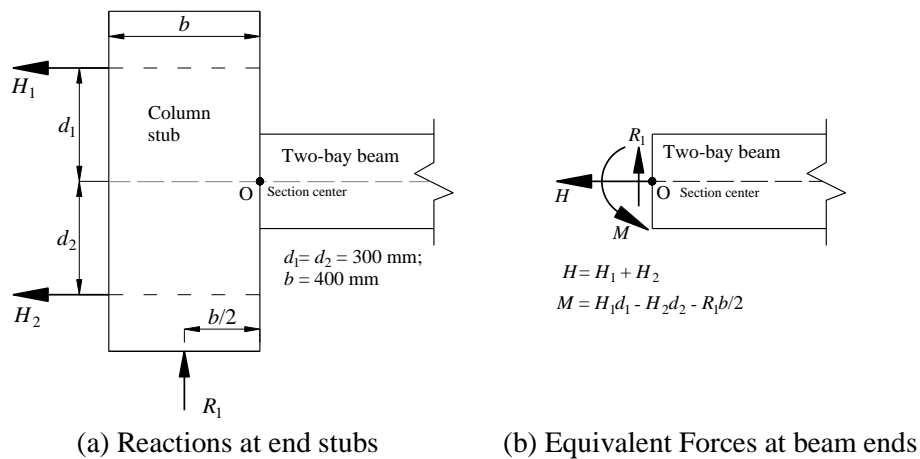 b
H1
d1
Column
stub
Two-bay beam
O
Section center
d2
d1= d2 = 300 mm;
b = 400 mm
H2
b/2
R1
(a) Reactions at end stubs
R1
Two-bay beam
O
Section center
H
M
H = H1 + H2
M = H1d1 - H2d2 - R1b/2
(b) Equivalent Forces at beam ends